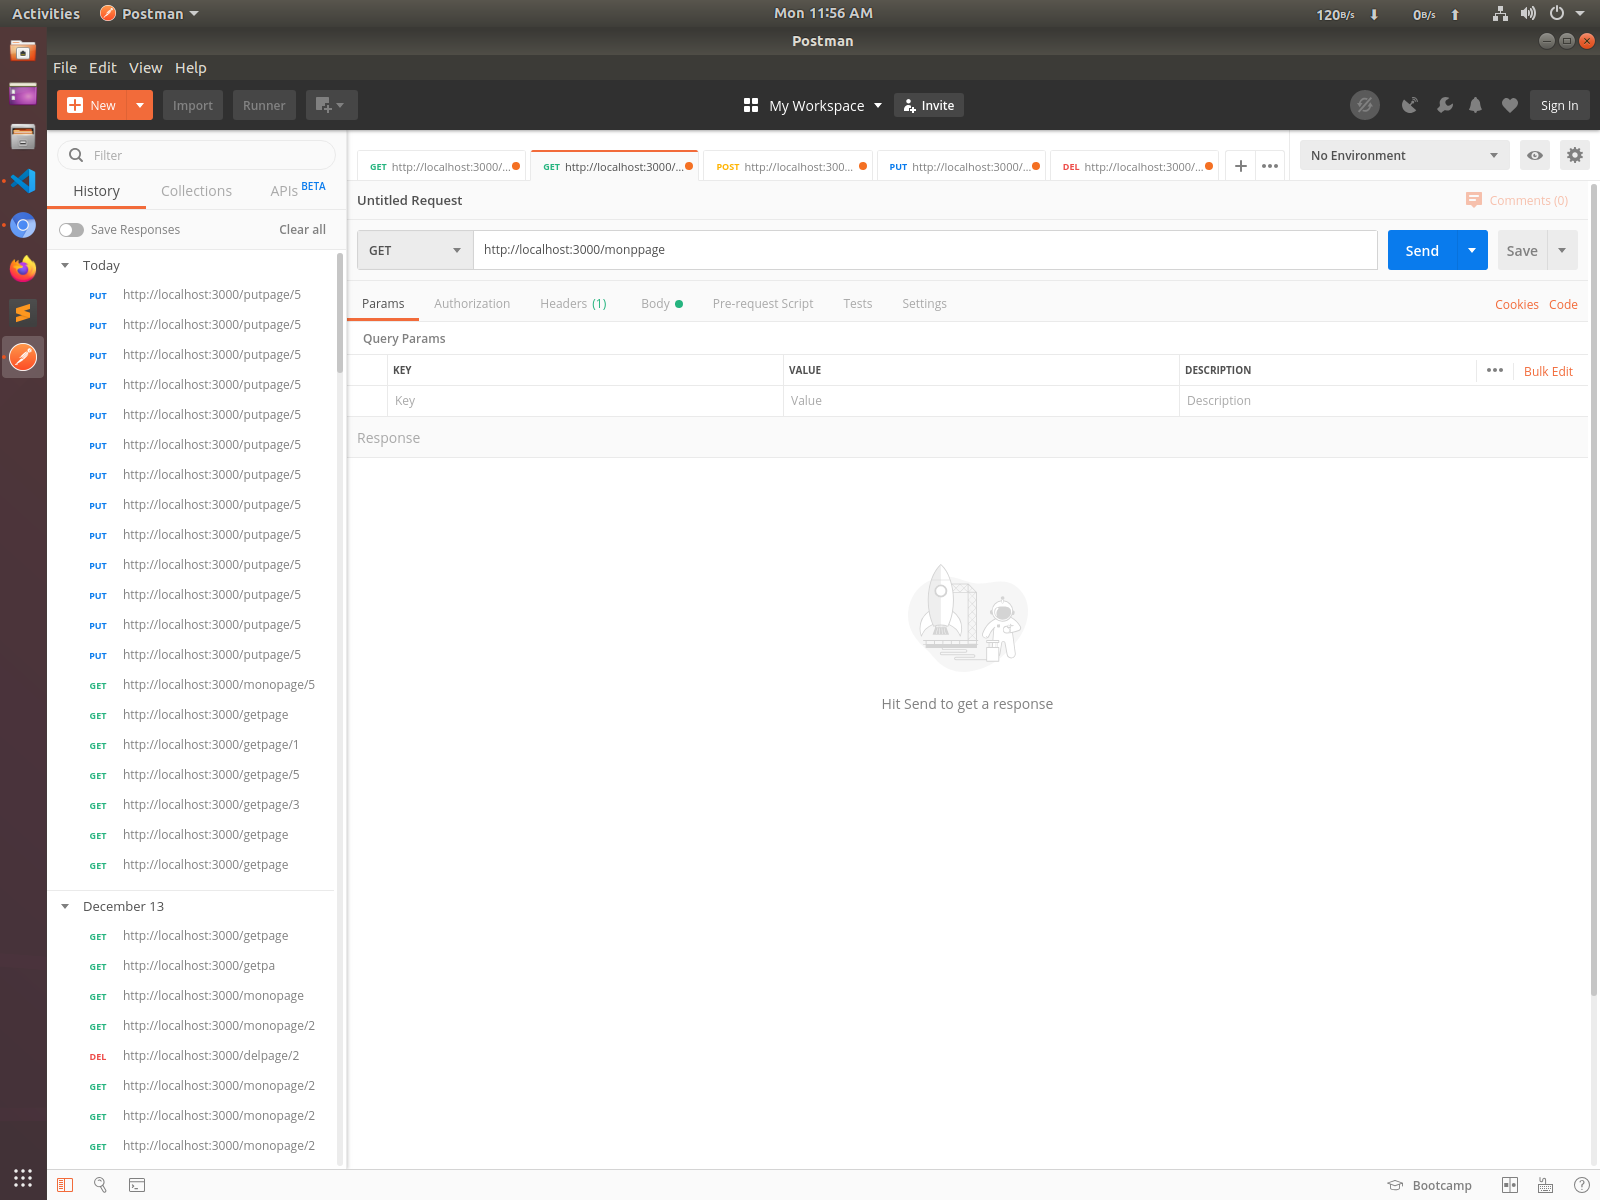 Activities Postman Mon 11:56 AM 120B/s 0B/s
Postman
File Edit View Help
New Import Runner My Workspace Invite Sign In
Filter
GET http://localhost:3000/... GET http://localhost:3000/... POST http://localhost:300... PUT http://localhost:3000/... DEL http://localhost:3000/... No Environment
History Collections APIs BETA
Untitled Request Comments (0)
Save Responses Clear all
GET http://localhost:3000/monppage Send Save
Params Authorization Headers (1) Body Pre-request Script Tests Settings Cookies Code
Query Params
KEY VALUE DESCRIPTION Bulk Edit
Key Value Description
Response
Hit Send to get a response
Today
PUT http://localhost:3000/putpage/5
PUT http://localhost:3000/putpage/5
PUT http://localhost:3000/putpage/5
PUT http://localhost:3000/putpage/5
PUT http://localhost:3000/putpage/5
PUT http://localhost:3000/putpage/5
PUT http://localhost:3000/putpage/5
PUT http://localhost:3000/putpage/5
PUT http://localhost:3000/putpage/5
PUT http://localhost:3000/putpage/5
PUT http://localhost:3000/putpage/5
PUT http://localhost:3000/putpage/5
PUT http://localhost:3000/putpage/5
GET http://localhost:3000/monopage/5
GET http://localhost:3000/getpage
GET http://localhost:3000/getpage/1
GET http://localhost:3000/getpage/5
GET http://localhost:3000/getpage/3
GET http://localhost:3000/getpage
GET http://localhost:3000/getpage
December 13
GET http://localhost:3000/getpage
GET http://localhost:3000/getpa
GET http://localhost:3000/monopage
GET http://localhost:3000/monopage/2
DEL http://localhost:3000/delpage/2
GET http://localhost:3000/monopage/2
GET http://localhost:3000/monopage/2
GET http://localhost:3000/monopage/2
Bootcamp